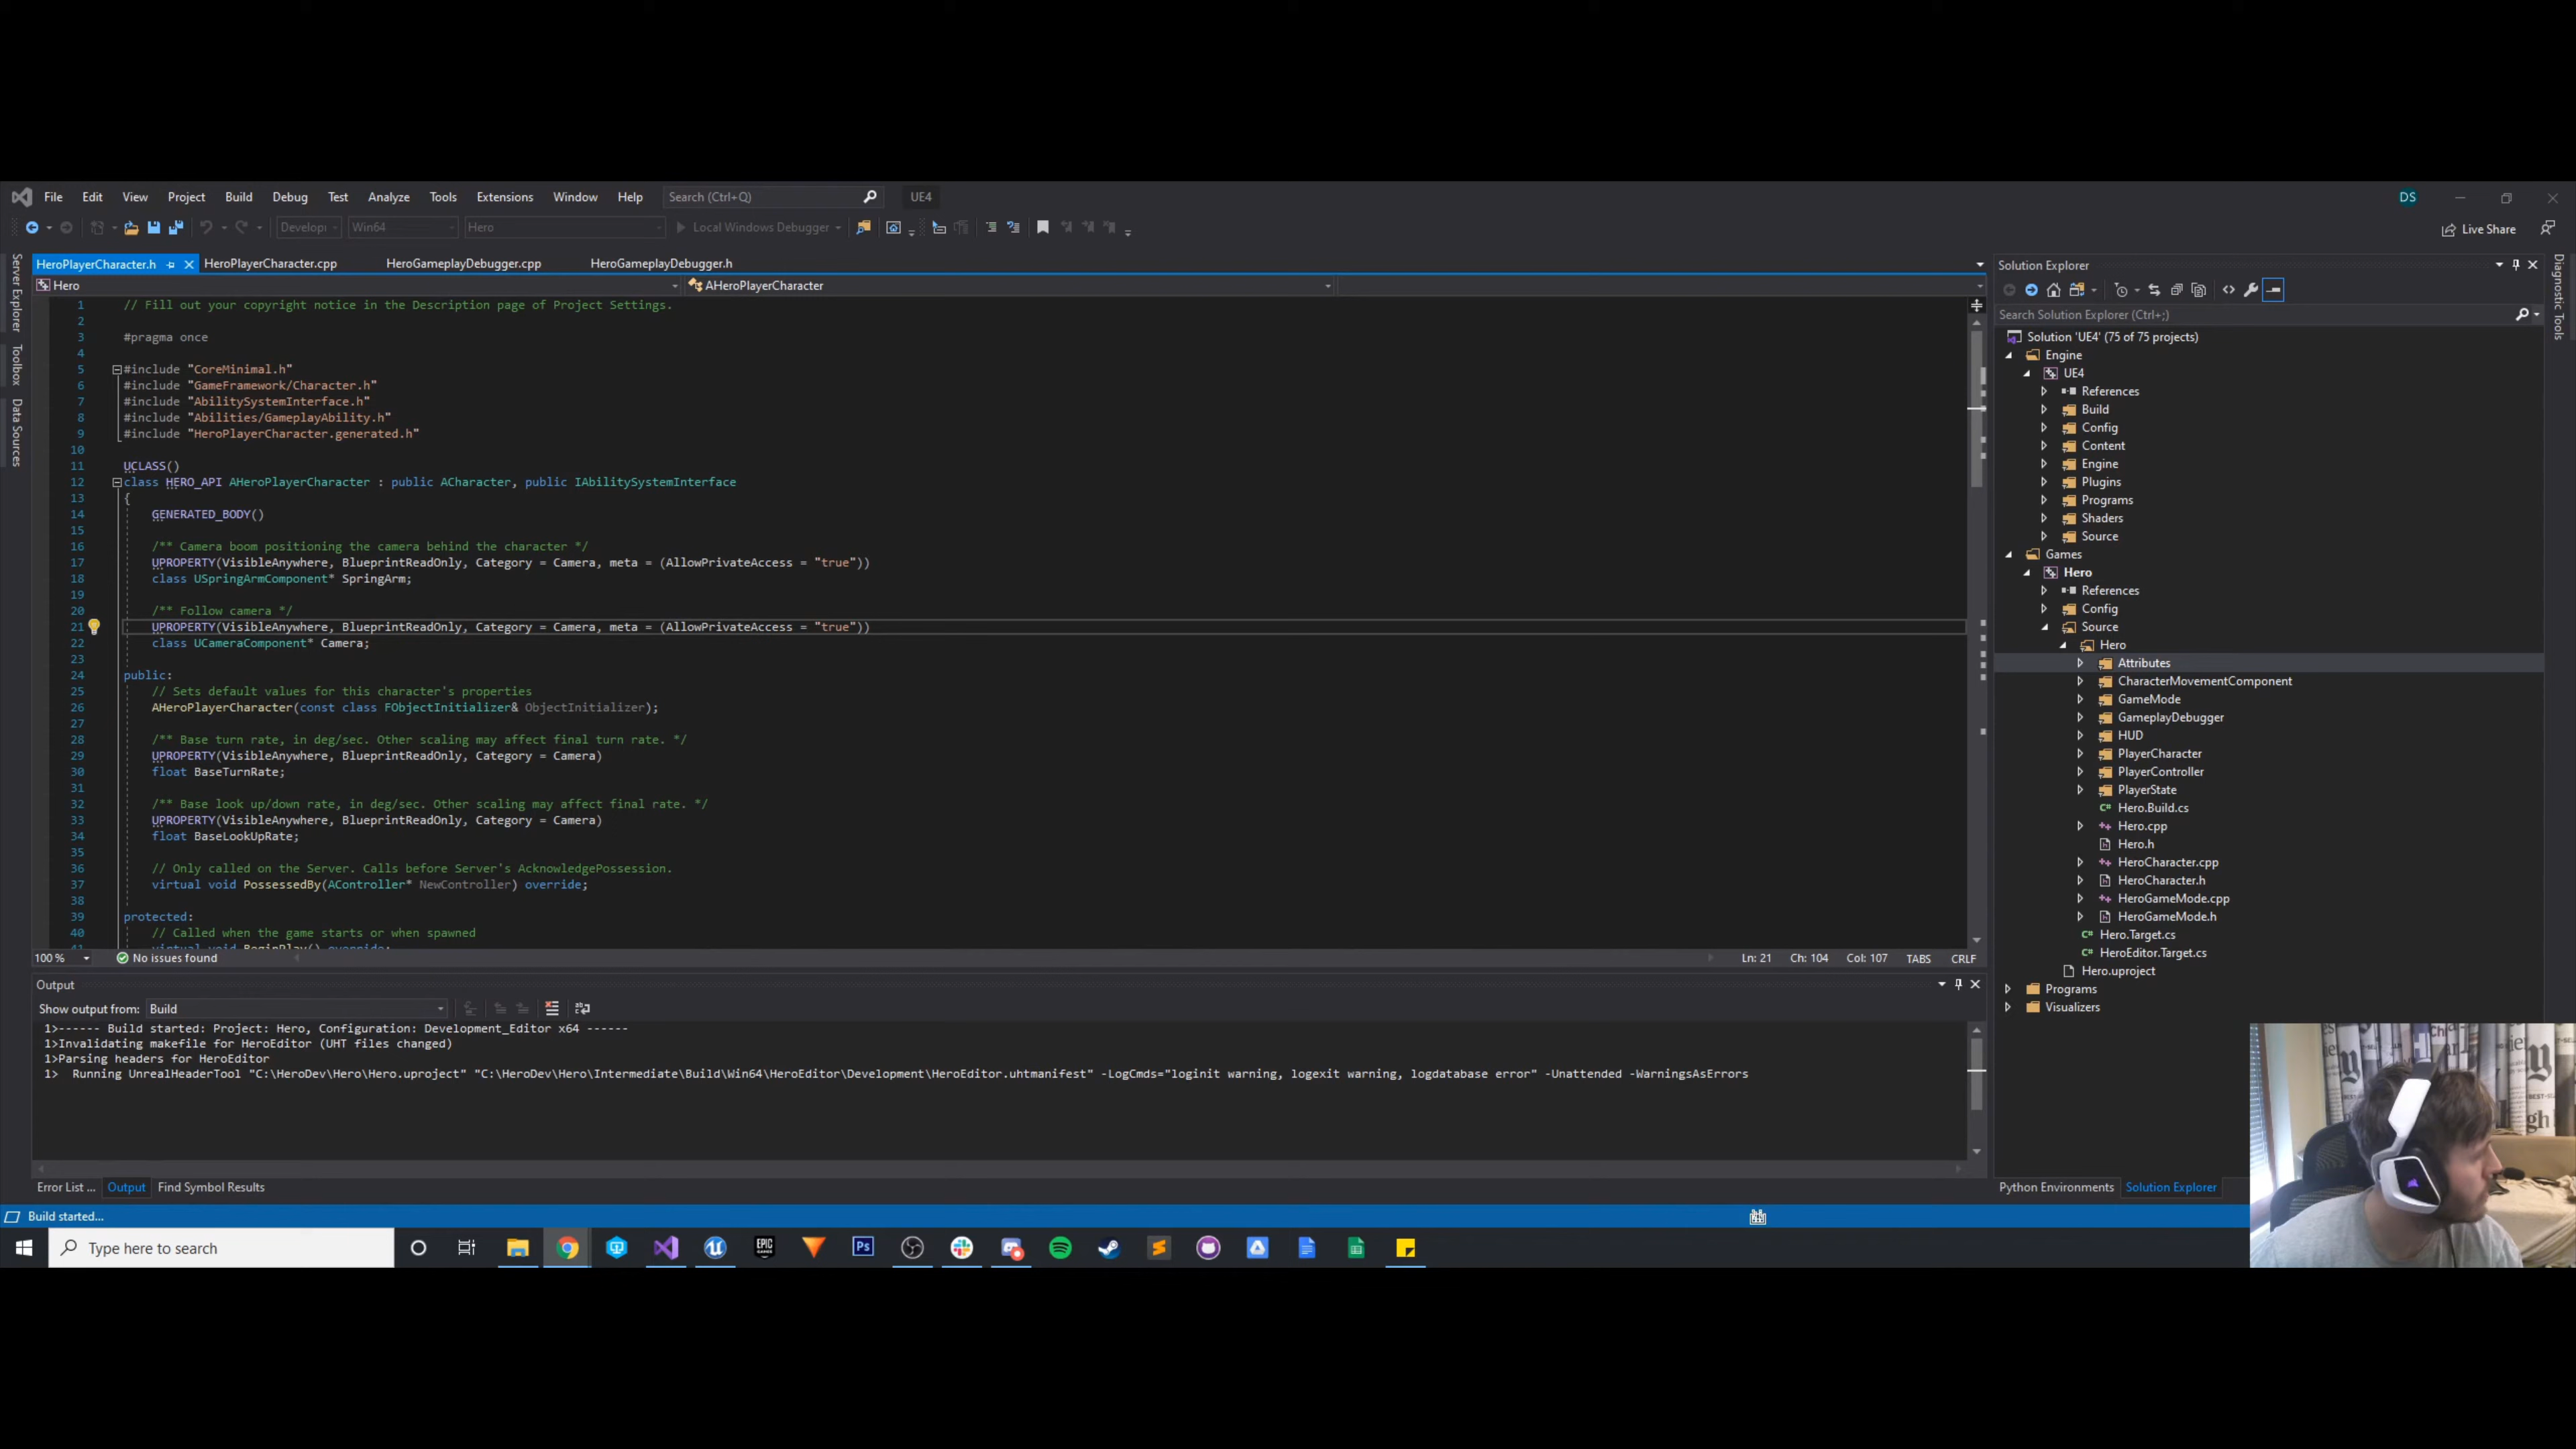 File Edit View Project Build Debug Test Analyze Tools Extensions Window Help Search (Ctrl+Q) UE4 DS
Win64 Hero Local Windows Debugger Live Share
HeroPlayerCharacter.h HeroPlayerCharacter.cpp HeroGameplayDebugger.cpp HeroGameplayDebugger.h
Hero AHeroPlayerCharacter
Server Explorer
Toolbox
Data Sources
1 // Fill out your copyright notice in the Description page of Project Settings.
2
3 #pragma once
4
5 #include "CoreMinimal.h"
6 #include "GameFramework/Character.h"
7 #include "AbilitySystemInterface.h"
8 #include "Abilities/GameplayAbility.h"
9 #include "HeroPlayerCharacter.generated.h"
10
11 UCLASS()
12 class HERO_API AHeroPlayerCharacter : public ACharacter, public IAbilitySystemInterface
13 {
14 GENERATED_BODY()
15
16 /** Camera boom positioning the camera behind the character */
17 UPROPERTY(VisibleAnywhere, BlueprintReadOnly, Category = Camera, meta = (AllowPrivateAccess = "true"))
18 class USpringArmComponent* SpringArm;
19
20 /** Follow camera */
21 UPROPERTY(VisibleAnywhere, BlueprintReadOnly, Category = Camera, meta = (AllowPrivateAccess = "true"))
22 class UCameraComponent* Camera;
23
24 public:
25 // Sets default values for this character's properties
26 AHeroPlayerCharacter(const class FObjectInitializer& ObjectInitializer);
27
28 /** Base turn rate, in deg/sec. Other scaling may affect final turn rate. */
29 UPROPERTY(VisibleAnywhere, BlueprintReadOnly, Category = Camera)
30 float BaseTurnRate;
31
32 /** Base look up/down rate, in deg/sec. Other scaling may affect final rate. */
33 UPROPERTY(VisibleAnywhere, BlueprintReadOnly, Category = Camera)
34 float BaseLookUpRate;
35
36 // Only called on the Server. Calls before Server's AcknowledgePossession.
37 virtual void PossessedBy(AController* NewController) override;
38
39 protected:
40 // Called when the game starts or when spawned
41 virtual void BeginPlay() override;
100 % No issues found Ln: 21 Ch: 104 Col: 107 TABS CRLF
Output
Show output from: Build
1>------ Build started: Project: Hero, Configuration: Development_Editor x64 ------
1>Invalidating makefile for HeroEditor (UHT files changed)
1>Parsing headers for HeroEditor
1> Running UnrealHeaderTool "C:\HeroDev\Hero\Hero.uproject" "C:\HeroDev\Hero\Intermediate\Build\Win64\HeroEditor\Development\HeroEditor.uhtmanifest" -LogCmds="loginit warning, logexit warning, logdatabase error" -Unattended -WarningsAsErrors
Error List ... Output Find Symbol Results
Build started...
Type here to search
Solution Explorer
Search Solution Explorer (Ctrl+;)
Solution 'UE4' (75 of 75 projects)
Engine
UE4
References
Build
Config
Content
Engine
Plugins
Programs
Shaders
Source
Games
Hero
References
Config
Source
Hero
Attributes
CharacterMovementComponent
GameMode
GameplayDebugger
HUD
PlayerCharacter
PlayerController
PlayerState
Hero.Build.cs
Hero.cpp
Hero.h
HeroCharacter.cpp
HeroCharacter.h
HeroGameMode.cpp
HeroGameMode.h
Hero.Target.cs
HeroEditor.Target.cs
Hero.uproject
Programs
Visualizers
Python Environments Solution Explorer
Diagnostic Tools